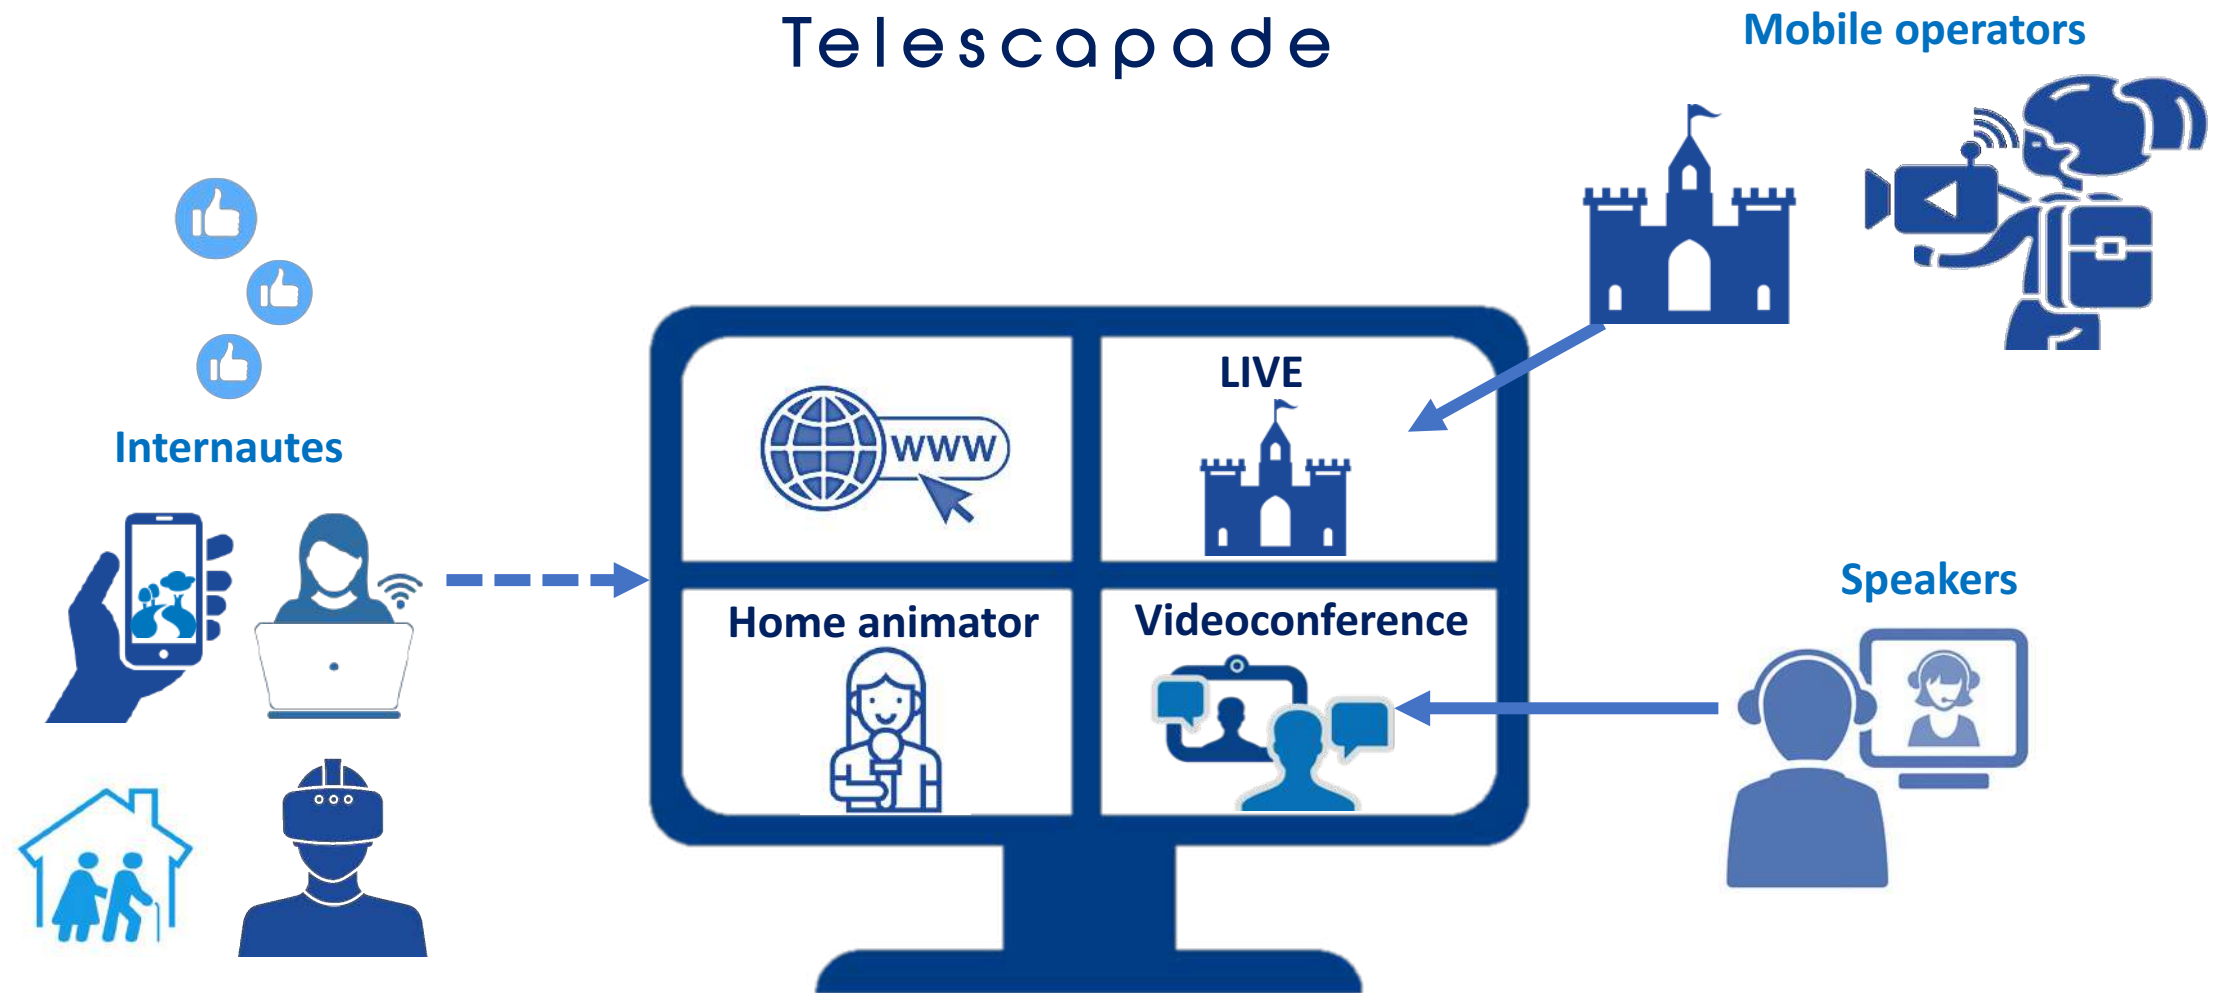 Telescapade
Mobile operators
Internautes
LIVE
www
Home animator
Videoconference
Speakers